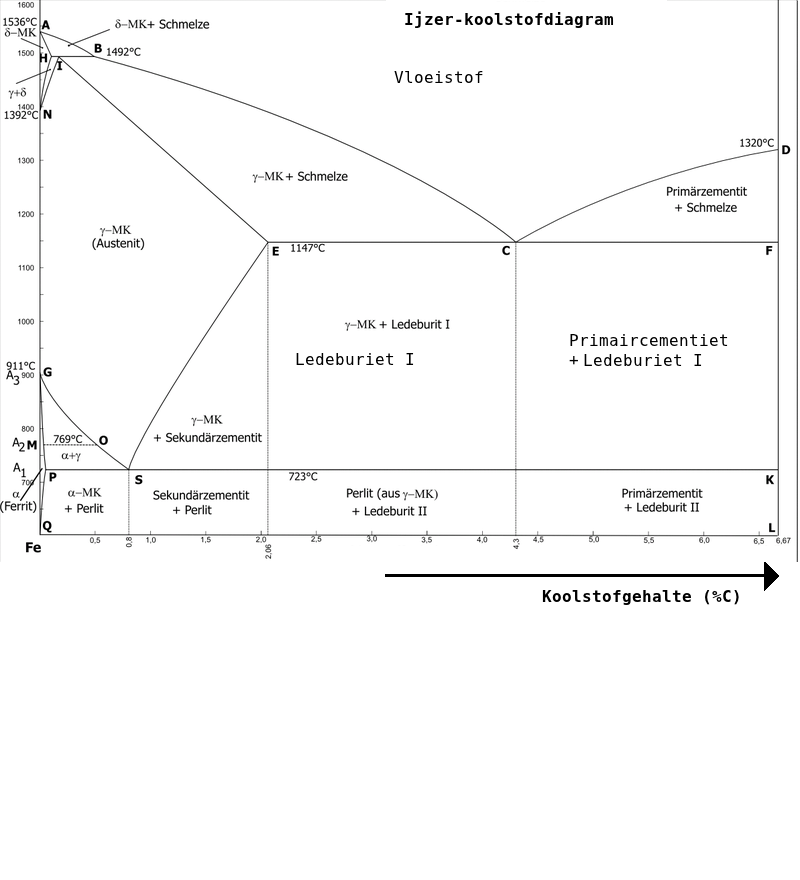 Ijzer-koolstofdiagram
1600
1536°C
A
δ–MK+ Schmelze
δ–MK
B
1492°C
1500
H
I
Vloeistof
γ+δ
1400
N
1392°C
1320°C
D
1300
γ–MK + Schmelze
Primärzementit
+ Schmelze
1200
γ–MK
(Austenit)
E
1147°C
C
F
1100
1000
γ–MK + Ledeburit I
Ledeburiet I
Primaircementiet
+ Ledeburiet I
911°C
G
A3
900
γ–MK
+ Sekundärzementit
800
769°C
O
A2
M
α+γ
A1
P
S
723°C
K
700
α
(Ferrit)
α–MK
+ Perlit
Sekundärzementit
+ Perlit
Perlit (aus γ–MK)
+ Ledeburit II
Primärzementit
+ Ledeburit II
Q
L
Fe
0,5
0,8
1,0
1,5
2,0
2,06
2,5
3,0
3,5
4,0
4,3
4,5
5,0
5,5
6,0
6,5
6,67
Koolstofgehalte (%C)